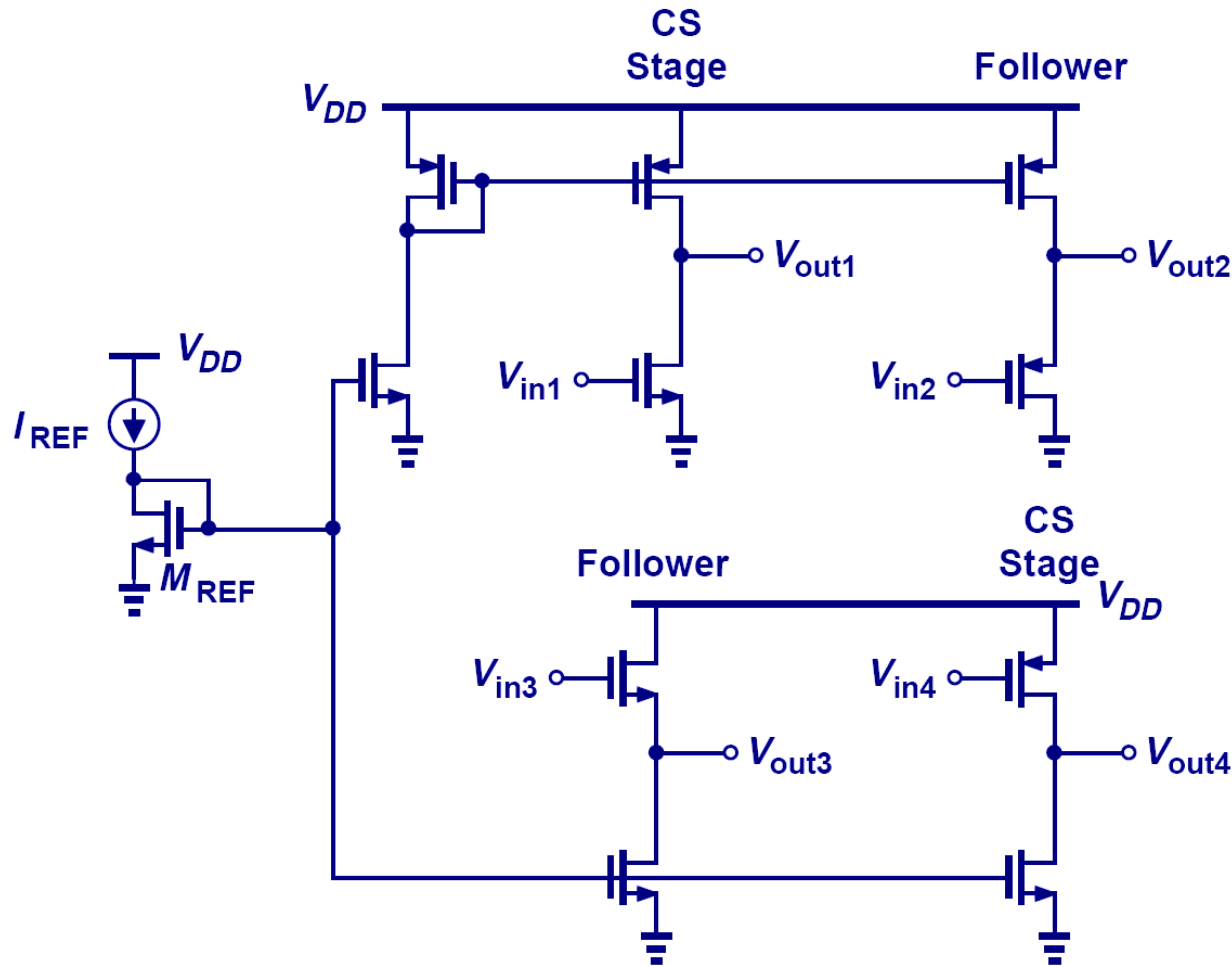 CS
Stage
Follower
VDD
Vout1
Vout2
VDD
Vin1
Vin2
IREF
MREF
CS
Follower
Stage
VDD
Vin3
Vin4
Vout3
Vout4